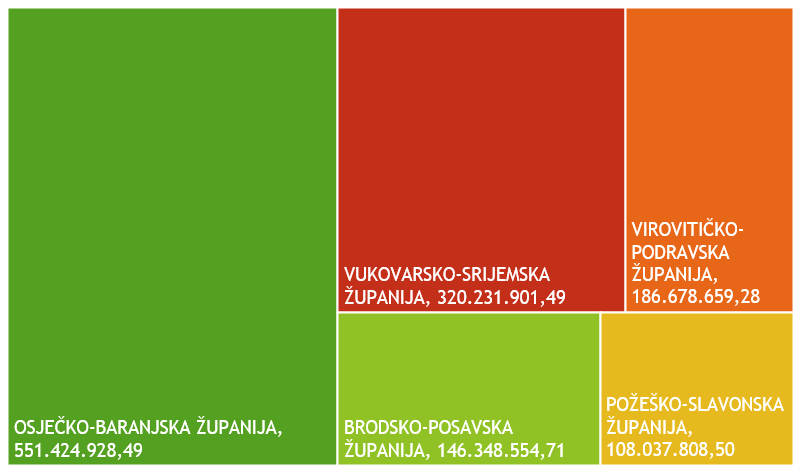 OSJEČKO-BARANJSKA ŽUPANIJA,
551.424.928,49
VUKOVARSKO-SRIJEMSKA
ŽUPANIJA, 320.231.901,49
VIROVITIČKO-
PODRAVSKA
ŽUPANIJA,
186.678.659,28
BRODSKO-POSAVSKA
ŽUPANIJA, 146.348.554,71
POŽEŠKO-SLAVONSKA
ŽUPANIJA,
108.037.808,50